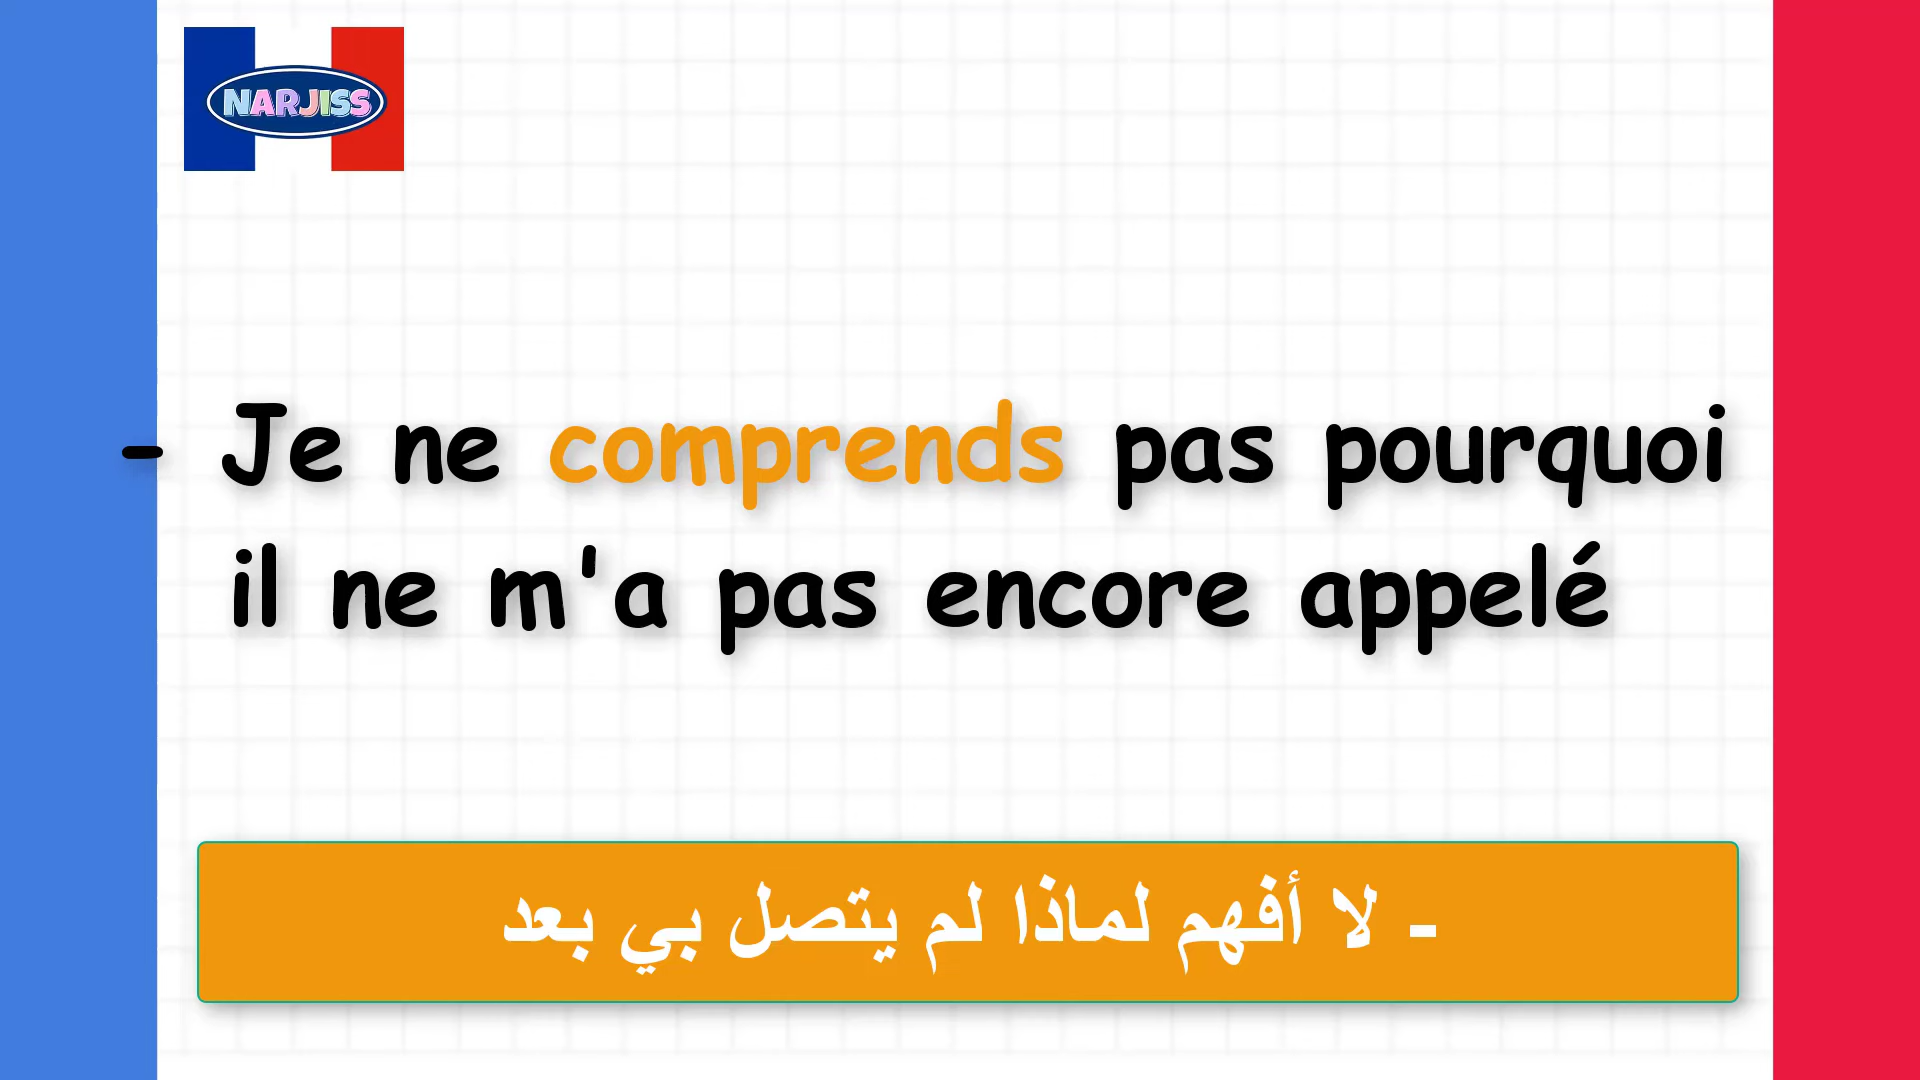 NARJISS
- Je ne comprends pas pourquoi
il ne m'a pas encore appelé
- لا أفهم لماذا لم يتصل بي بعد